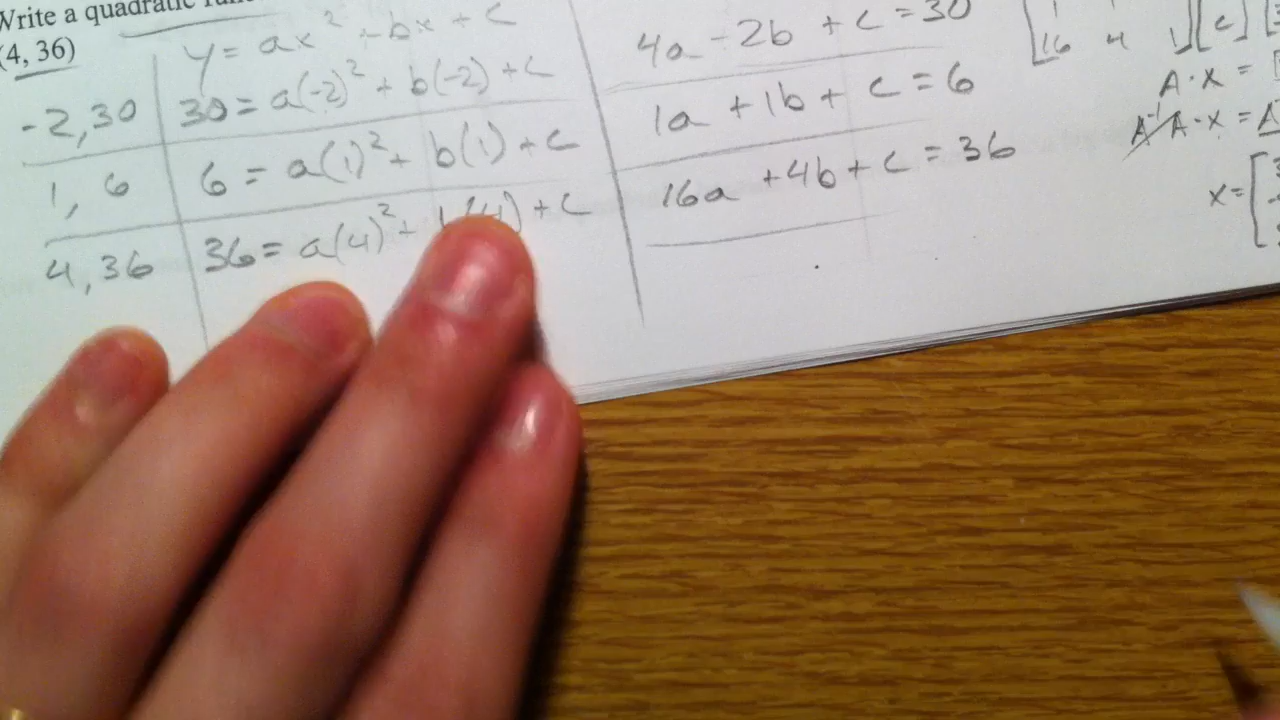 Write a quadratic
(4, 36)
y = ax² + bx + c
-2, 30
30 = a(-2)² + b(-2) + c
1, 6
6 = a(1)² + b(1) + c
4, 36
36 = a(4)² + (4) + c
4a - 2b + c = 30
1a + 1b + c = 6
16a + 4b + c = 36
16 4 1
c
A · x =
A⁻¹A · x = A
x =